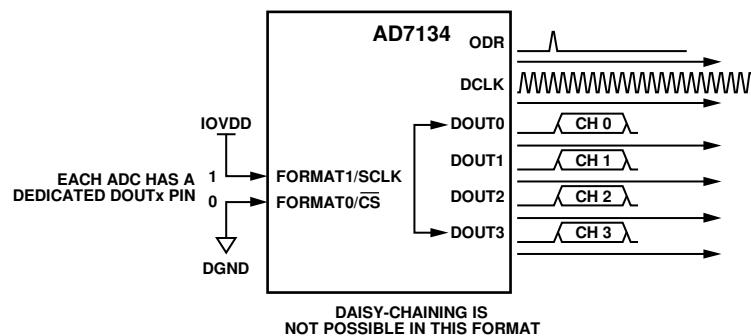 AD7134
ODR
DCLK
IOVDD
DOUT0
CH 0
EACH ADC HAS A
DEDICATED DOUTx PIN
1
FORMAT1/SCLK
DOUT1
CH 1
0
FORMAT0/CS
DOUT2
CH 2
DOUT3
CH 3
DGND
DAISY-CHAINING IS
NOT POSSIBLE IN THIS FORMAT